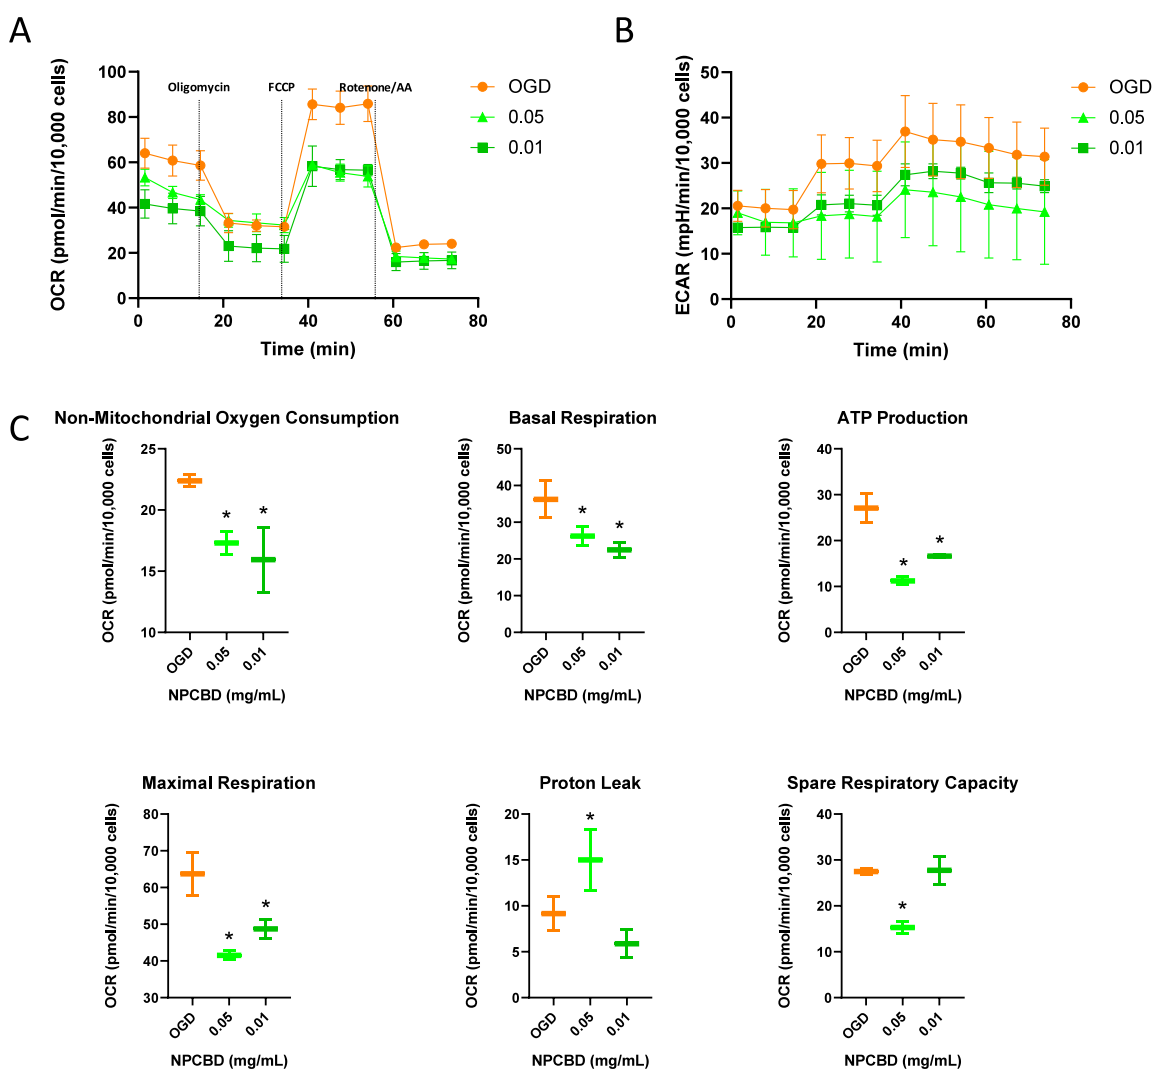 A
OCR (pmol/min/10,000 cells)
100
80
60
40
20
0
Oligomycin
FCCP
Rotenone/AA
0
20
40
60
80
Time (min)
OGD
0.05
0.01
B
ECAR (mpH/min/10,000 cells)
50
40
30
20
10
0
0
20
40
60
80
Time (min)
OGD
0.05
0.01
C
Non-Mitochondrial Oxygen Consumption
OCR (pmol/min/10,000 cells)
25
20
15
10
*
*
OGD
0.05
0.01
NPCBD (mg/mL)
Basal Respiration
OCR (pmol/min/10,000 cells)
50
40
30
20
10
0
*
*
OGD
0.05
0.01
NPCBD (mg/mL)
ATP Production
OCR (pmol/min/10,000 cells)
40
30
20
10
0
*
*
OGD
0.05
0.01
NPCBD (mg/mL)
Maximal Respiration
OCR (pmol/min/10,000 cells)
80
70
60
50
40
30
*
*
OGD
0.05
0.01
NPCBD (mg/mL)
Proton Leak
OCR (pmol/min/10,000 cells)
20
15
10
5
0
*
OGD
0.05
0.01
NPCBD (mg/mL)
Spare Respiratory Capacity
OCR (pmol/min/10,000 cells)
40
30
20
10
0
*
OGD
0.05
0.01
NPCBD (mg/mL)